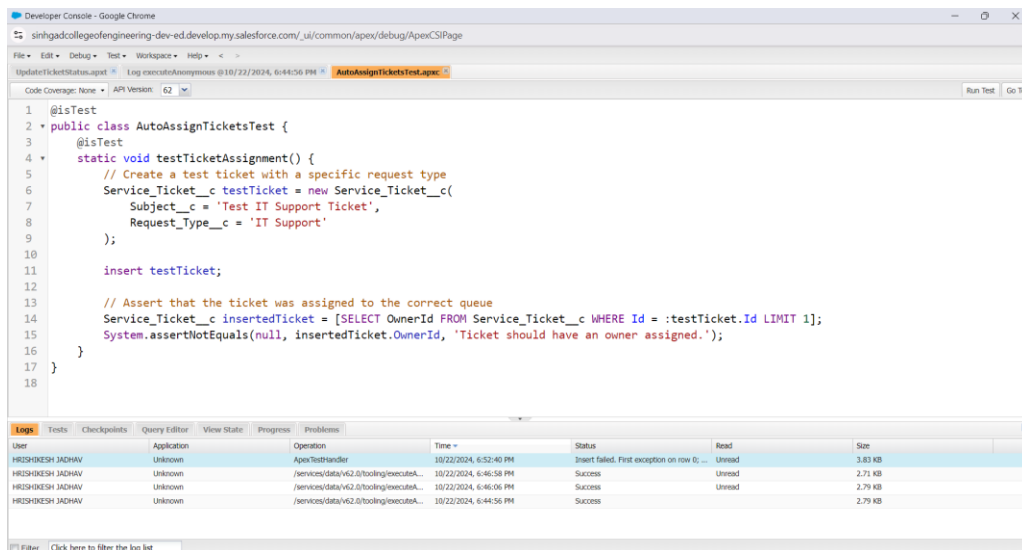 Developer Console - Google Chrome
sinhgadcollegeofengineering-dev-ed.develop.my.salesforce.com/_ui/common/apex/debug/ApexCSIPage
File Edit Debug Test Workspace Help < >
UpdateTicketStatus.apxt Log executeAnonymous @10/22/2024, 6:44:56 PM AutoAssignTicketsTest.apxc
Code Coverage: None API Version: 62 Run Test Go T
1 @isTest
2 public class AutoAssignTicketsTest {
3 @isTest
4 static void testTicketAssignment() {
5 // Create a test ticket with a specific request type
6 Service_Ticket__c testTicket = new Service_Ticket__c(
7 Subject__c = 'Test IT Support Ticket',
8 Request_Type__c = 'IT Support'
9 );
10
11 insert testTicket;
12
13 // Assert that the ticket was assigned to the correct queue
14 Service_Ticket__c insertedTicket = [SELECT OwnerId FROM Service_Ticket__c WHERE Id = :testTicket.Id LIMIT 1];
15 System.assertNotEquals(null, insertedTicket.OwnerId, 'Ticket should have an owner assigned.');
16 }
17 }
18
Logs Tests Checkpoints Query Editor View State Progress Problems
User Application Operation Time Status Read Size
HRISHIKESH JADHAV Unknown ApexTestHandler 10/22/2024, 6:52:40 PM Insert failed. First exception on row 0; ... Unread 3.83 KB
HRISHIKESH JADHAV Unknown /services/data/v62.0/tooling/executeA... 10/22/2024, 6:46:58 PM Success Unread 2.71 KB
HRISHIKESH JADHAV Unknown /services/data/v62.0/tooling/executeA... 10/22/2024, 6:46:06 PM Success Unread 2.79 KB
HRISHIKESH JADHAV Unknown /services/data/v62.0/tooling/executeA... 10/22/2024, 6:44:56 PM Success 2.79 KB
Filter Click here to filter the log list